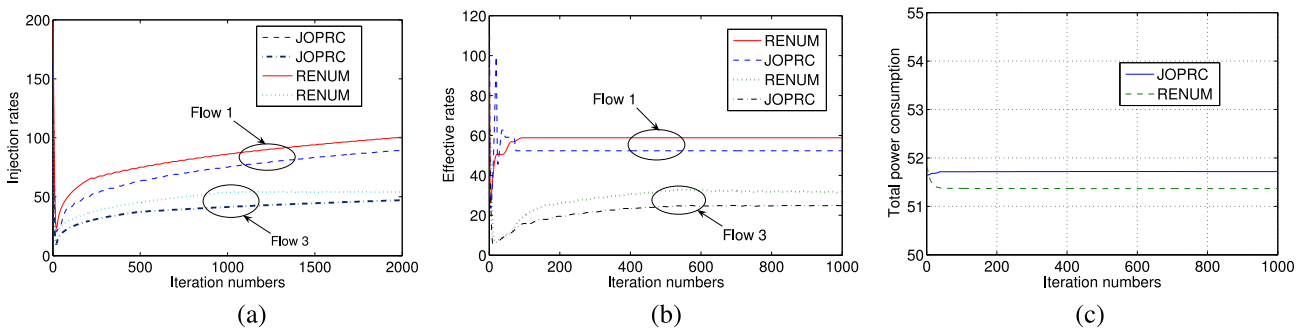 200
150
100
50
0
0
500
1000
1500
2000
Injection rates
Iteration numbers
JOPRC
JOPRC
RENUM
RENUM
Flow 1
Flow 3
(a)
120
100
80
60
40
20
0
0
200
400
600
800
1000
Effective rates
Iteration numbers
RENUM
JOPRC
RENUM
JOPRC
Flow 1
Flow 3
(b)
55
54
53
52
51
50
0
200
400
600
800
1000
Total power consumption
Iteration numbers
JOPRC
RENUM
(c)